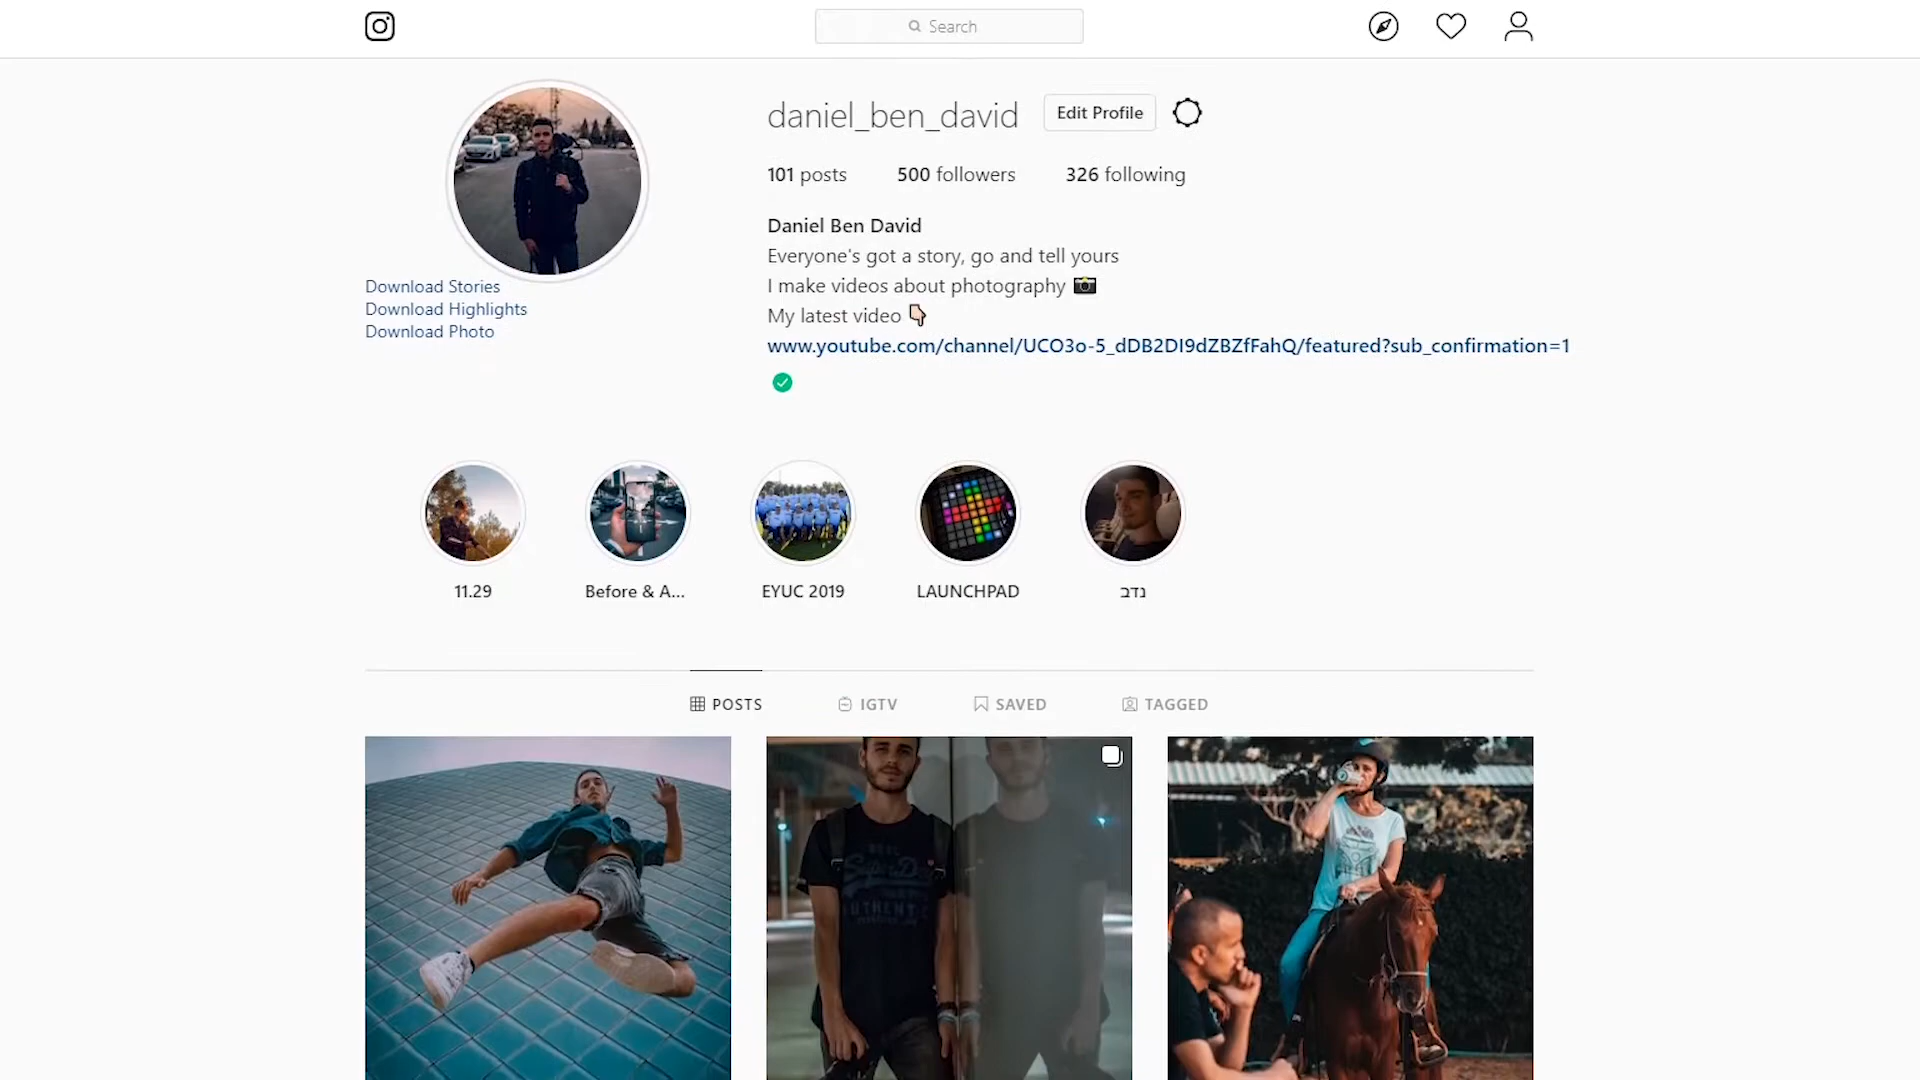 Search
daniel_ben_david
Edit Profile
101 posts 500 followers 326 following
Daniel Ben David
Everyone's got a story, go and tell yours
I make videos about photography 📷
My latest video 👇🏻
www.youtube.com/channel/UCO3o-5_dDB2DI9dZBZfFahQ/featured?sub_confirmation=1
Download Stories
Download Highlights
Download Photo
11.29
Before & A...
EYUC 2019
LAUNCHPAD
נדב
POSTS
IGTV
SAVED
TAGGED
SuperDry
AUTHENTIC